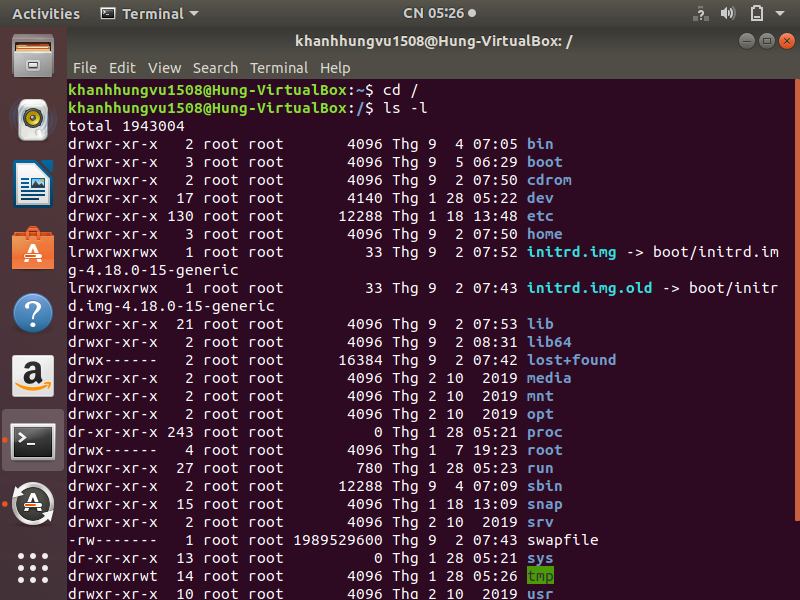 Activities Terminal CN 05:26
khanhhungvu1508@Hung-VirtualBox: /
File Edit View Search Terminal Help
khanhhungvu1508@Hung-VirtualBox:~$ cd /
khanhhungvu1508@Hung-VirtualBox:/$ ls -l
total 1943004
drwxr-xr-x   2 root root       4096 Thg 9  4 07:05 bin
drwxr-xr-x   3 root root       4096 Thg 9  5 06:29 boot
drwxrwxr-x   2 root root       4096 Thg 9  2 07:50 cdrom
drwxr-xr-x  17 root root       4140 Thg 1 28 05:22 dev
drwxr-xr-x 130 root root      12288 Thg 1 18 13:48 etc
drwxr-xr-x   3 root root       4096 Thg 9  2 07:50 home
lrwxrwxrwx   1 root root         33 Thg 9  2 07:52 initrd.img -> boot/initrd.im
g-4.18.0-15-generic
lrwxrwxrwx   1 root root         33 Thg 9  2 07:43 initrd.img.old -> boot/initr
d.img-4.18.0-15-generic
drwxr-xr-x  21 root root       4096 Thg 9  2 07:53 lib
drwxr-xr-x   2 root root       4096 Thg 9  2 08:31 lib64
drwx------   2 root root      16384 Thg 9  2 07:42 lost+found
drwxr-xr-x   2 root root       4096 Thg 2 10  2019 media
drwxr-xr-x   2 root root       4096 Thg 2 10  2019 mnt
drwxr-xr-x   2 root root       4096 Thg 2 10  2019 opt
dr-xr-xr-x 243 root root          0 Thg 1 28 05:21 proc
drwx------   4 root root       4096 Thg 1  7 19:23 root
drwxr-xr-x  27 root root        780 Thg 1 28 05:23 run
drwxr-xr-x   2 root root      12288 Thg 9  4 07:09 sbin
drwxr-xr-x  15 root root       4096 Thg 1 18 13:09 snap
drwxr-xr-x   2 root root       4096 Thg 2 10  2019 srv
-rw-------   1 root root 1989529600 Thg 9  2 07:43 swapfile
dr-xr-xr-x  13 root root          0 Thg 1 28 05:21 sys
drwxrwxrwt  14 root root       4096 Thg 1 28 05:26 tmp
drwxr-xr-x  10 root root       4096 Thg 2 10  2019 usr